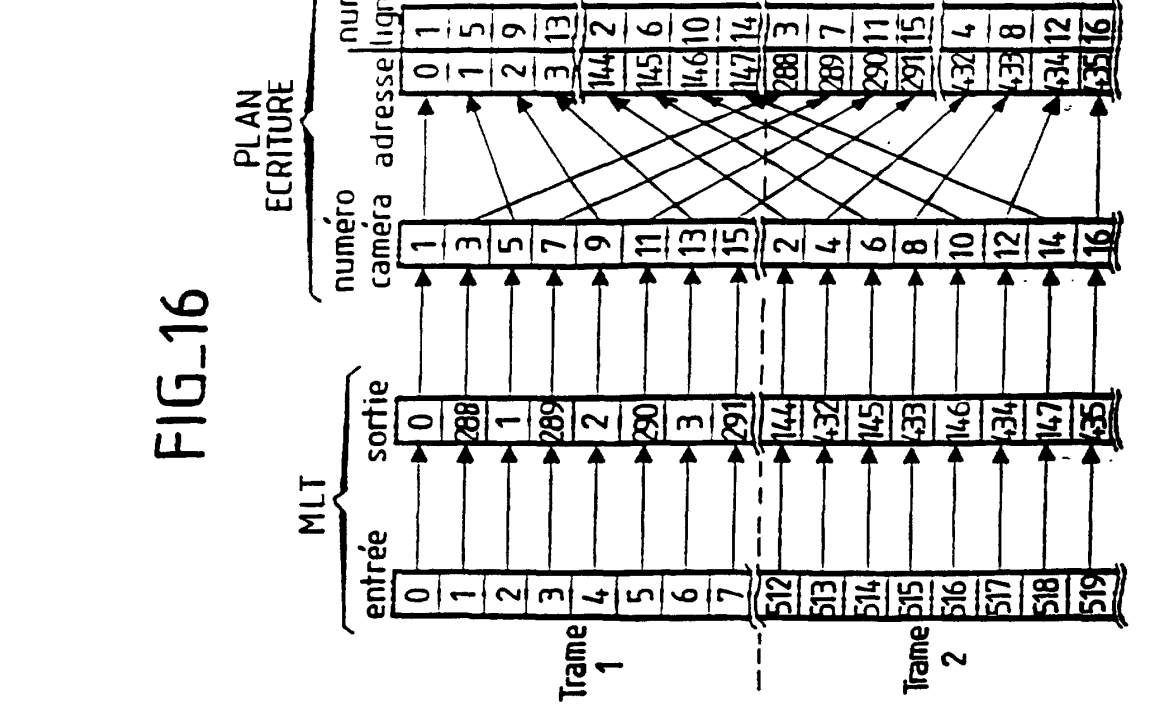 FIG_16
MLT
PLAN
ECRITURE
entrée
sortie
numéro
caméra
adresse
Trame
1
0 0 1 0 1
1 288 3 1 5
2 1 5 2 9
3 289 7 3 13
4 2 9 144 2
5 290 11 145 6
6 3 13 146 10
7 291 15 147 14
Trame
2
512 144 2 288 3
513 432 4 289 7
514 145 6 290 11
515 433 8 291 15
516 146 10 432 4
517 434 12 433 8
518 147 14 434 12
519 435 16 435 16